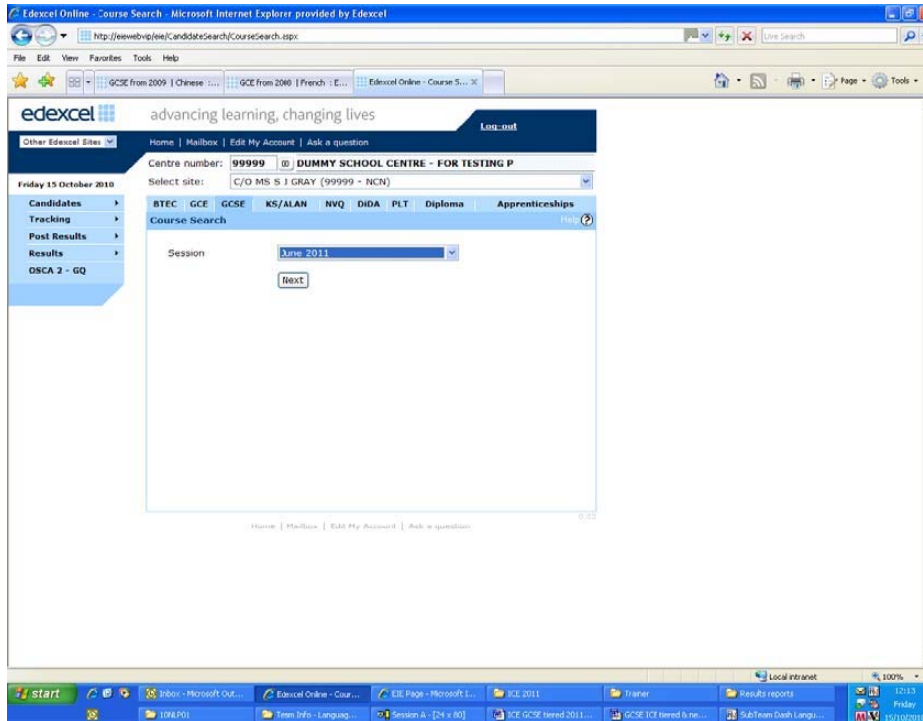 Edexcel Online - Course Search - Microsoft Internet Explorer provided by Edexcel
http://eiewebvip/eie/CandidateSearch/CourseSearch.aspx
Live Search
File Edit View Favorites Tools Help
GCSE from 2009 | Chinese :... GCE from 2008 | French : E... Edexcel Online - Course S... Page Tools
edexcel advancing learning, changing lives
Log-out
Other Edexcel Sites Home | Mailbox | Edit My Account | Ask a question
Centre number: 99999 DUMMY SCHOOL CENTRE - FOR TESTING P
Friday 15 October 2010 Select site: C/O MS S J GRAY (99999 - NCN)
Candidates BTEC GCE GCSE KS/ALAN NVQ DiDA PLT Diploma Apprenticeships
Tracking Course Search Help
Post Results
Results Session June 2011
OSCA 2 - GQ
Next
Home | Mailbox | Edit My Account | Ask a question
Local intranet 100%
start Inbox - Microsoft Out... Edexcel Online - Cour... EIE Page - Microsoft I... ICE 2011 Trainer Results reports 12:13
Friday
10NLP01 Team Info - Languag... Session A - [24 x 80] ICE GCSE tiered 2011... GCSE ICE tiered & ne... SubTeam Dash Langu... 15/10/2010